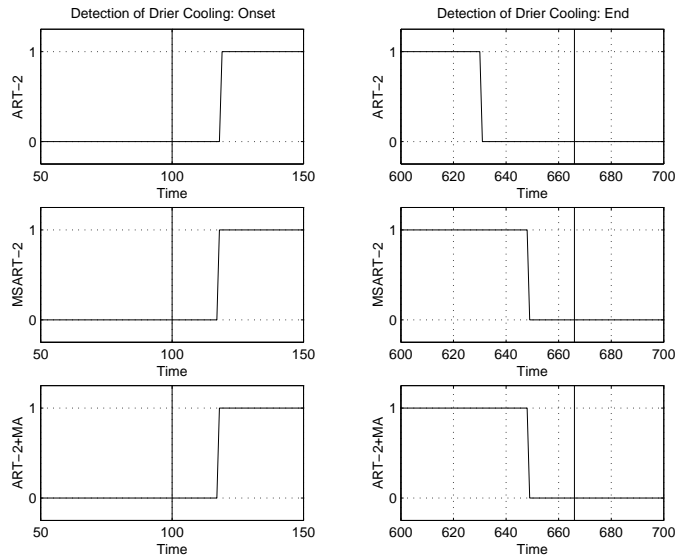 Detection of Drier Cooling: Onset
ART−2
1
0
50 100 150
Time
Detection of Drier Cooling: End
ART−2
1
0
600 620 640 660 680 700
Time
MSART−2
1
0
50 100 150
Time
MSART−2
1
0
600 620 640 660 680 700
Time
ART−2+MA
1
0
50 100 150
Time
ART−2+MA
1
0
600 620 640 660 680 700
Time